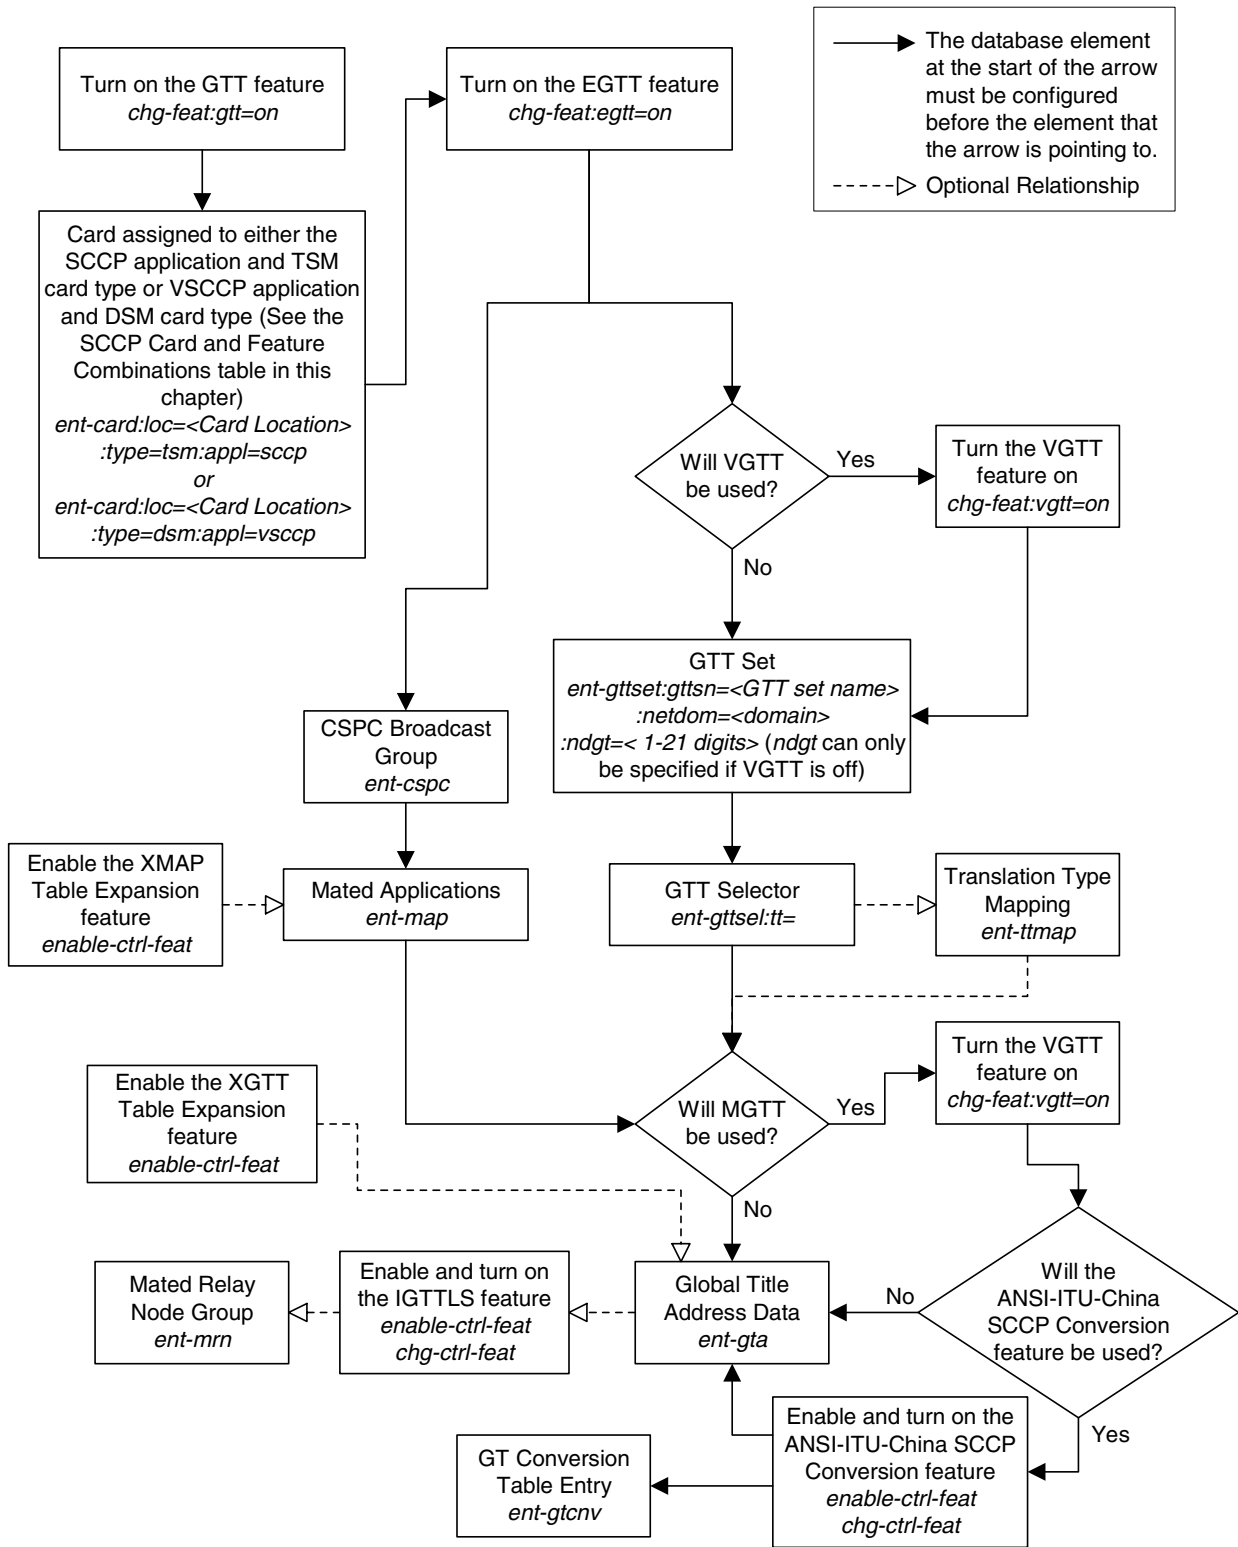 The database element
at the start of the arrow
must be configured
before the element that
the arrow is pointing to.
Optional Relationship
Turn on the GTT feature
chg-feat:gtt=on
Turn on the EGTT feature
chg-feat:egtt=on
Card assigned to either the
SCCP application and TSM
card type or VSCCP application
and DSM card type (See the
SCCP Card and Feature
Combinations table in this
chapter)
ent-card:loc=<Card Location>
:type=tsm:appl=sccp
or
ent-card:loc=<Card Location>
:type=dsm:appl=vsccp
Will VGTT
be used?
Yes
No
Turn the VGTT
feature on
chg-feat:vgtt=on
GTT Set
ent-gttset:gttsn=<GTT set name>
:netdom=<domain>
:ndgt=< 1-21 digits> (ndgt can only
be specified if VGTT is off)
CSPC Broadcast
Group
ent-cspc
Enable the XMAP
Table Expansion
feature
enable-ctrl-feat
Mated Applications
ent-map
GTT Selector
ent-gttsel:tt=
Translation Type
Mapping
ent-ttmap
Enable the XGTT
Table Expansion
feature
enable-ctrl-feat
Will MGTT
be used?
Yes
No
Turn the VGTT
feature on
chg-feat:vgtt=on
Mated Relay
Node Group
ent-mrn
Enable and turn on
the IGTTLS feature
enable-ctrl-feat
chg-ctrl-feat
Global Title
Address Data
ent-gta
No
Will the
ANSI-ITU-China
SCCP Conversion
feature be used?
Yes
GT Conversion
Table Entry
ent-gtcnv
Enable and turn on the
ANSI-ITU-China SCCP
Conversion feature
enable-ctrl-feat
chg-ctrl-feat